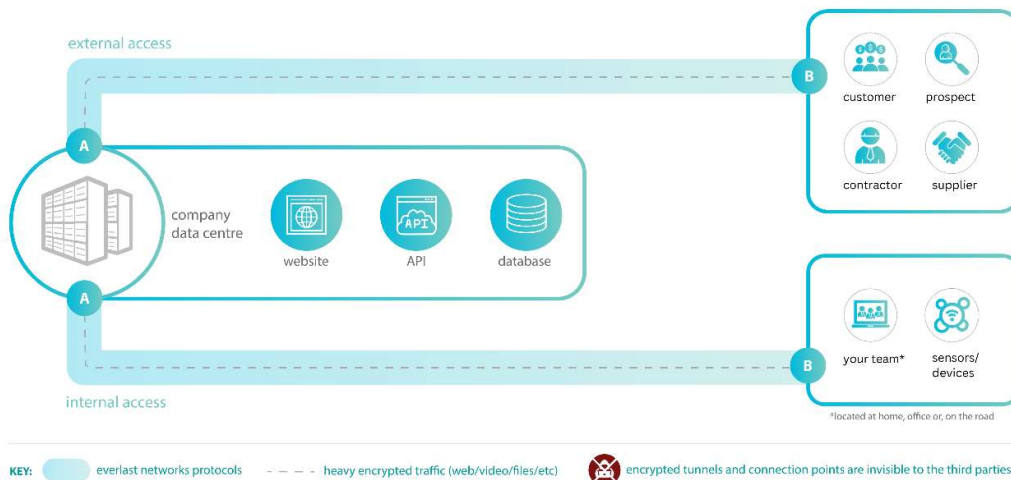 external access
B
customer
prospect
A
contractor
supplier
company
data centre
API
website
API
database
A
B
your team*
sensors/
devices
internal access
*located at home, office or, on the road
KEY:
everlast networks protocols
heavy encrypted traffic (web/video/files/etc)
encrypted tunnels and connection points are invisible to the third parties